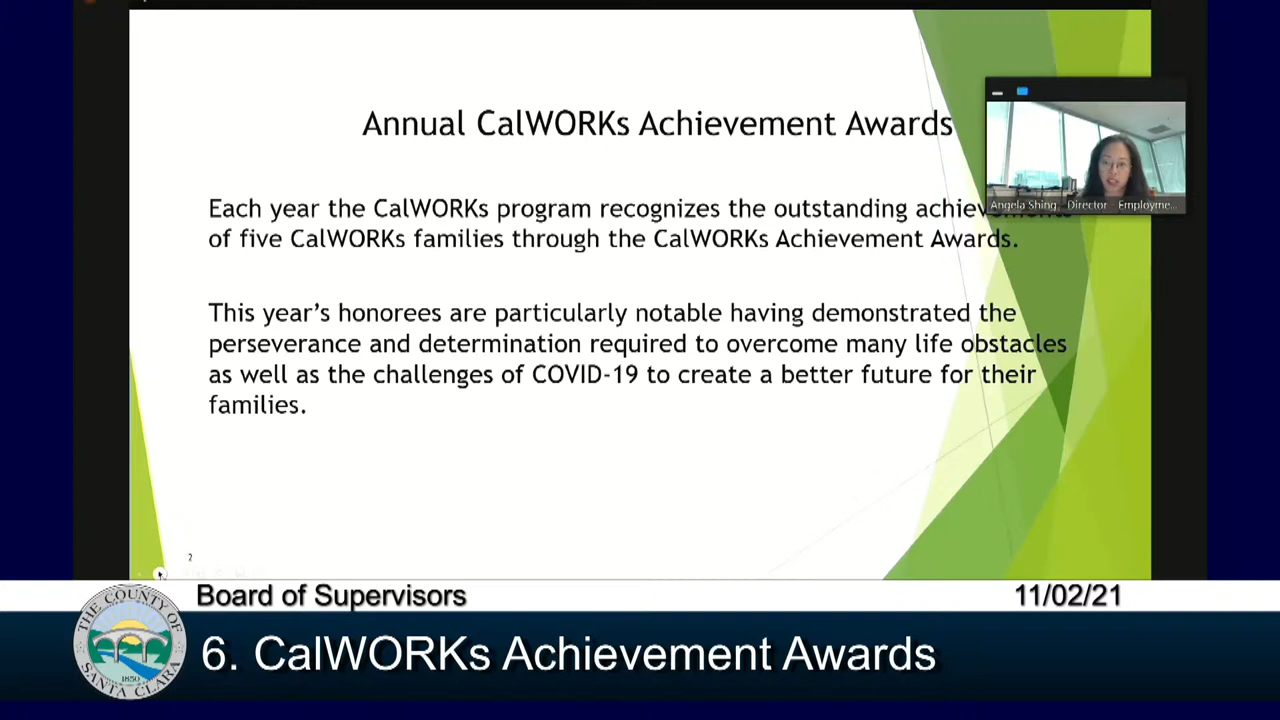 Annual CalWORKs Achievement Awards
Each year the CalWORKs program recognizes the outstanding
of five CalWORKs families through the CalWORKs Achievement Awards.
This year's honorees are particularly notable having demonstrated the
perseverance and determination required to overcome many life obstacles
as well as the challenges of COVID-19 to create a better future for their
families.
Angela Shing - Director - Employme...
2
Board of Supervisors
11/02/21
6. CalWORKs Achievement Awards
THE COUNTY OF
SANTA CLARA
1850